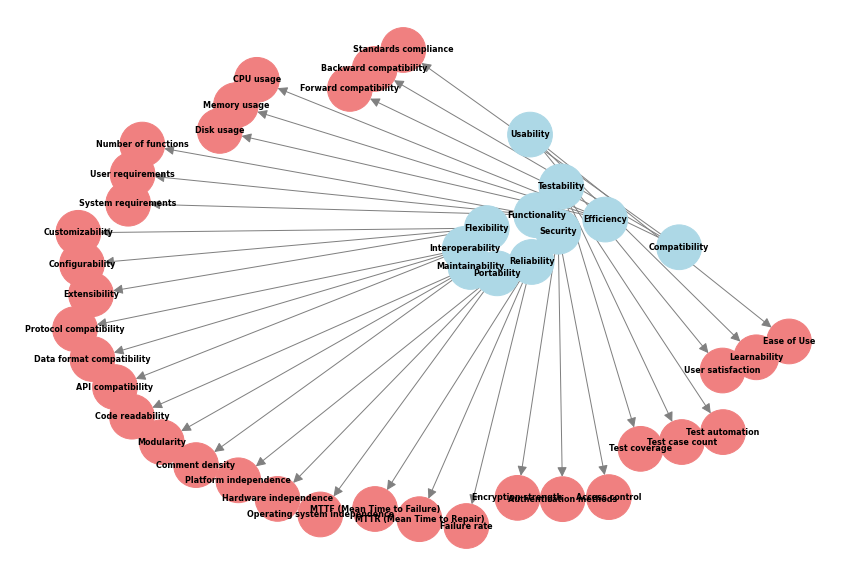 Standards compliance
Backward compatibility
CPU usage
Forward compatibility
Memory usage
Disk usage
Usability
Number of functions
User requirements
Testability
System requirements
Functionality
Efficiency
Flexibility
Security
Customizability
Interoperability
Compatibility
Reliability
Configurability
Maintainability
Portability
Extensibility
Protocol compatibility
Ease of Use
Learnability
Data format compatibility
User satisfaction
API compatibility
Code readability
Test automation
Modularity
Test case count
Test coverage
Comment density
Platform independence
Hardware independence
Encryption strength
Authentication methods
Access control
MTTF (Mean Time to Failure)
Operating system independence
MTTR (Mean Time to Repair)
Failure rate